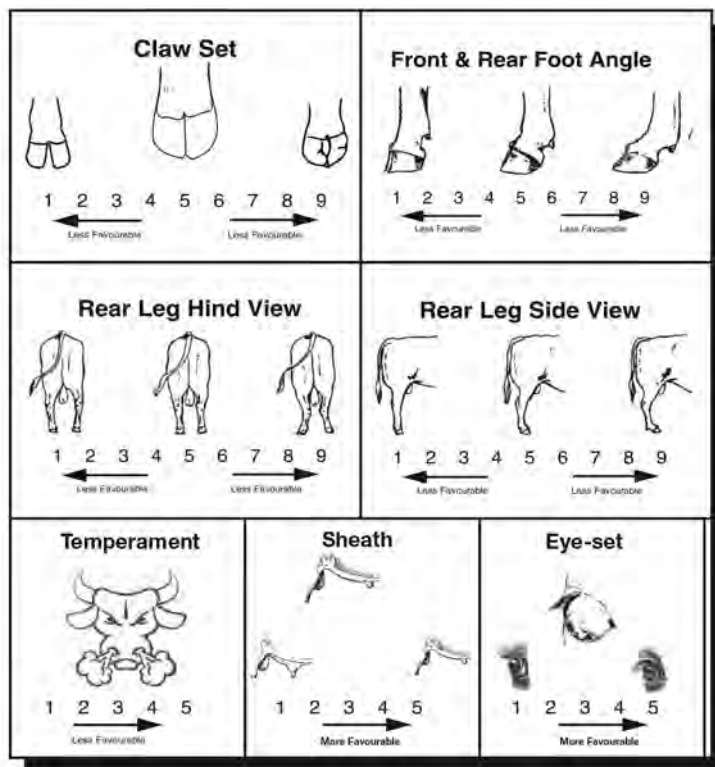 Claw Set
1 2 3 4 5 6 7 8 9
Less Favourable
Less Favourable
Front & Rear Foot Angle
1 2 3 4 5 6 7 8 9
Less Favourable
Less Favourable
Rear Leg Hind View
1 2 3 4 5 6 7 8 9
Less Favourable
Less Favourable
Rear Leg Side View
1 2 3 4 5 6 7 8 9
Less Favourable
Less Favourable
Temperament
1 2 3 4 5
Less Favourable
Sheath
1 2 3 4 5
More Favourable
Eye-set
1 2 3 4 5
More Favourable